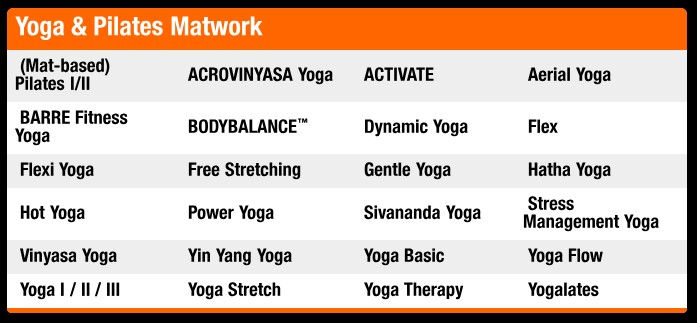 Yoga & Pilates Matwork
(Mat-based) Pilates I/II ACROVINYASA Yoga ACTIVATE Aerial Yoga
BARRE Fitness Yoga BODYBALANCE™ Dynamic Yoga Flex
Flexi Yoga Free Stretching Gentle Yoga Hatha Yoga
Hot Yoga Power Yoga Sivananda Yoga Stress Management Yoga
Vinyasa Yoga Yin Yang Yoga Yoga Basic Yoga Flow
Yoga I / II / III Yoga Stretch Yoga Therapy Yogalates